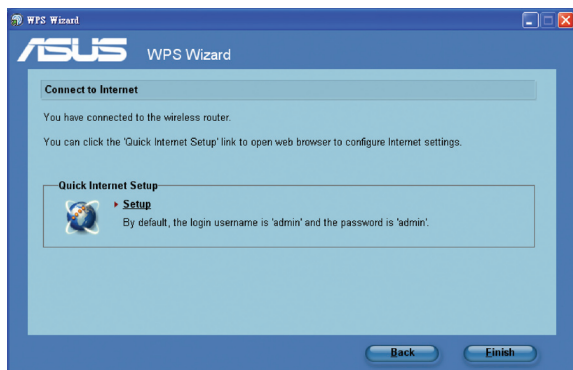 WPS Wizard
ASUS WPS Wizard
Connect to Internet
You have connected to the wireless router.
You can click the 'Quick Internet Setup' link to open web browser to configure Internet settings.
Quick Internet Setup
Setup
By default, the login username is 'admin' and the password is 'admin'.
Back Finish